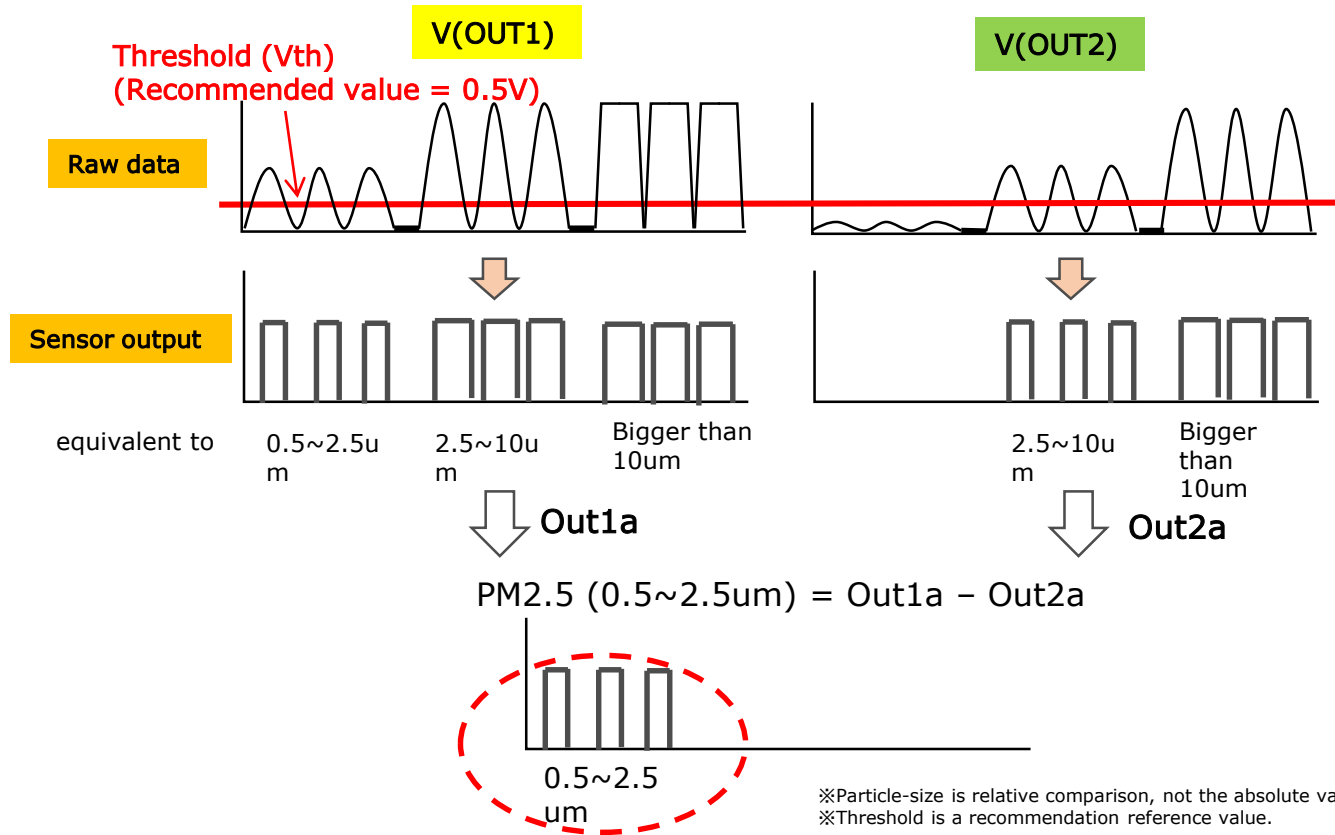 V(OUT1)
V(OUT2)
Threshold (Vth)
(Recommended value = 0.5V)
Raw data
Sensor output
equivalent to
0.5~2.5u
m
2.5~10u
m
Bigger than
10um
2.5~10u
m
Bigger
than
10um
Out1a
Out2a
PM2.5 (0.5~2.5um) = Out1a – Out2a
0.5~2.5
um
※Particle-size is relative comparison, not the absolute va
※Threshold is a recommendation reference value.